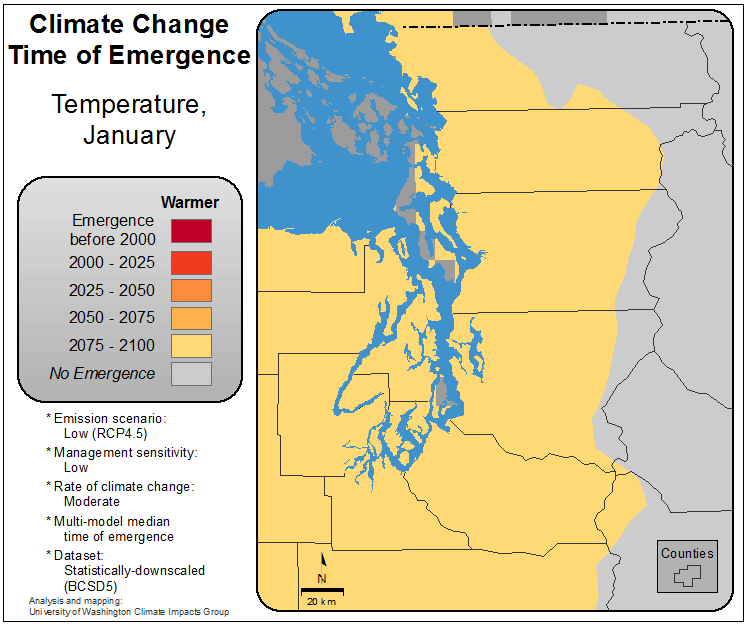 Climate Change
Time of Emergence
Temperature,
January
Warmer
Emergence
before 2000
2000 - 2025
2025 - 2050
2050 - 2075
2075 - 2100
No Emergence
* Emission scenario:
Low (RCP4.5)
* Management sensitivity:
Low
* Rate of climate change:
Moderate
* Multi-model median
time of emergence
* Dataset:
Statistically-downscaled
(BCSD5)
Analysis and mapping:
University of Washington Climate Impacts Group
N
20 km
Counties